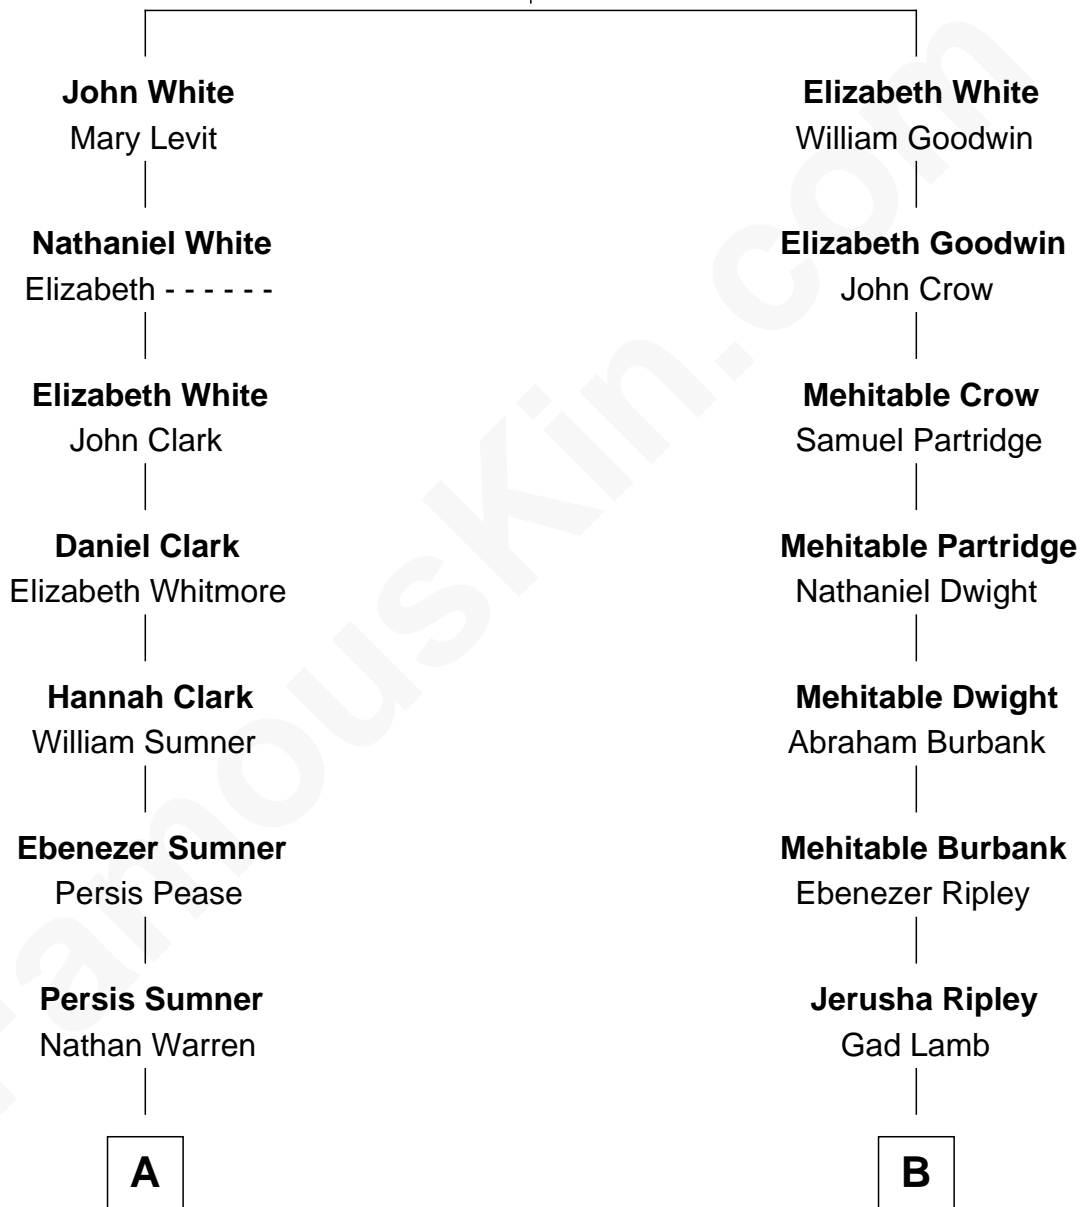 John White
Mary Levit
Nathaniel White
Elizabeth - - - - - -
Elizabeth White
John Clark
Daniel Clark
Elizabeth Whitmore
Hannah Clark
William Sumner
Ebenezer Sumner
Persis Pease
Persis Sumner
Nathan Warren
A
Elizabeth White
William Goodwin
Elizabeth Goodwin
John Crow
Mehitable Crow
Samuel Partridge
Mehitable Partridge
Nathaniel Dwight
Mehitable Dwight
Abraham Burbank
Mehitable Burbank
Ebenezer Ripley
Jerusha Ripley
Gad Lamb
B
FamousKin.com